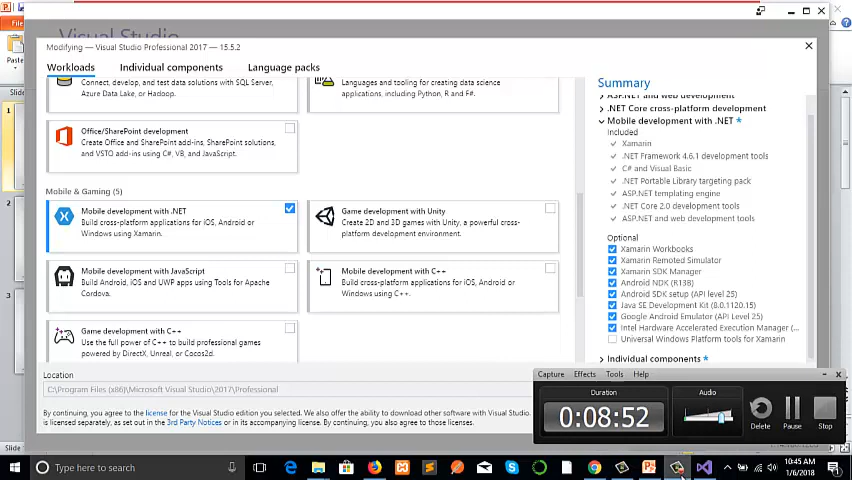 Visual Studio
Modifying — Visual Studio Professional 2017 — 15.5.2
Workloads
Individual components
Language packs
Connect, develop, and test data solutions with SQL Server,
Azure Data Lake, or Hadoop.
Languages and tooling for creating data science
applications, including Python, R and F#.
Office/SharePoint development
Create Office and SharePoint add-ins, SharePoint solutions,
and VSTO add-ins using C#, VB, and JavaScript.
Mobile & Gaming (5)
Mobile development with .NET
Build cross-platform applications for iOS, Android or
Windows using Xamarin.
Game development with Unity
Create 2D and 3D games with Unity, a powerful cross-
platform development environment.
Mobile development with JavaScript
Build Android, iOS and UWP apps using Tools for Apache
Cordova.
Mobile development with C++
Build cross-platform applications for iOS, Android or
Windows using C++.
Game development with C++
Use the full power of C++ to build professional games
powered by DirectX, Unreal, or Cocos2d.
Summary
ASP.NET and web development
.NET Core cross-platform development
Mobile development with .NET *
Included
Xamarin
.NET Framework 4.6.1 development tools
C# and Visual Basic
.NET Portable Library targeting pack
ASP.NET templating engine
.NET Core 2.0 development tools
ASP.NET and web development tools
Optional
Xamarin Workbooks
Xamarin Remoted Simulator
Xamarin SDK Manager
Android NDK (R13B)
Android SDK setup (API level 25)
Java SE Development Kit (8.0.1120.15)
Google Android Emulator (API Level 25)
Intel Hardware Accelerated Execution Manager (...
Universal Windows Platform tools for Xamarin
Individual components *
Location
C:\Program Files (x86)\Microsoft Visual Studio\2017\Professional
By continuing, you agree to the license for the Visual Studio edition you selected. We also offer the ability to download other software with Visual Studio.
is licensed separately, as set out in the 3rd Party Notices or in its accompanying license. By continuing, you also agree to those licenses.
Capture
Effects
Tools
Help
Duration
0:08:52
Audio
Delete
Pause
Stop
File
Paste
Slide
1
2
3
Slide
Type here to search
10:45 AM
1/6/2018